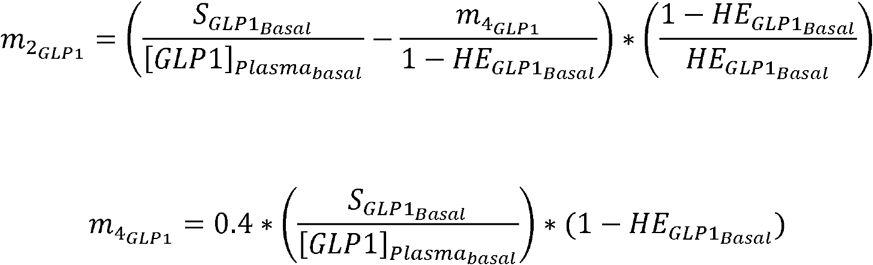 m_{2_{GLP1}} = \left( \frac{S_{GLP1_{Basal}}}{[GLP1]_{Plasma_{basal}}} - \frac{m_{4_{GLP1}}}{1 - HE_{GLP1_{Basal}}} \right) * \left( \frac{1 - HE_{GLP1_{Basal}}}{HE_{GLP1_{Basal}}} \right)
m_{4_{GLP1}} = 0.4 * \left( \frac{S_{GLP1_{Basal}}}{[GLP1]_{Plasma_{basal}}} \right) * (1 - HE_{GLP1_{Basal}})